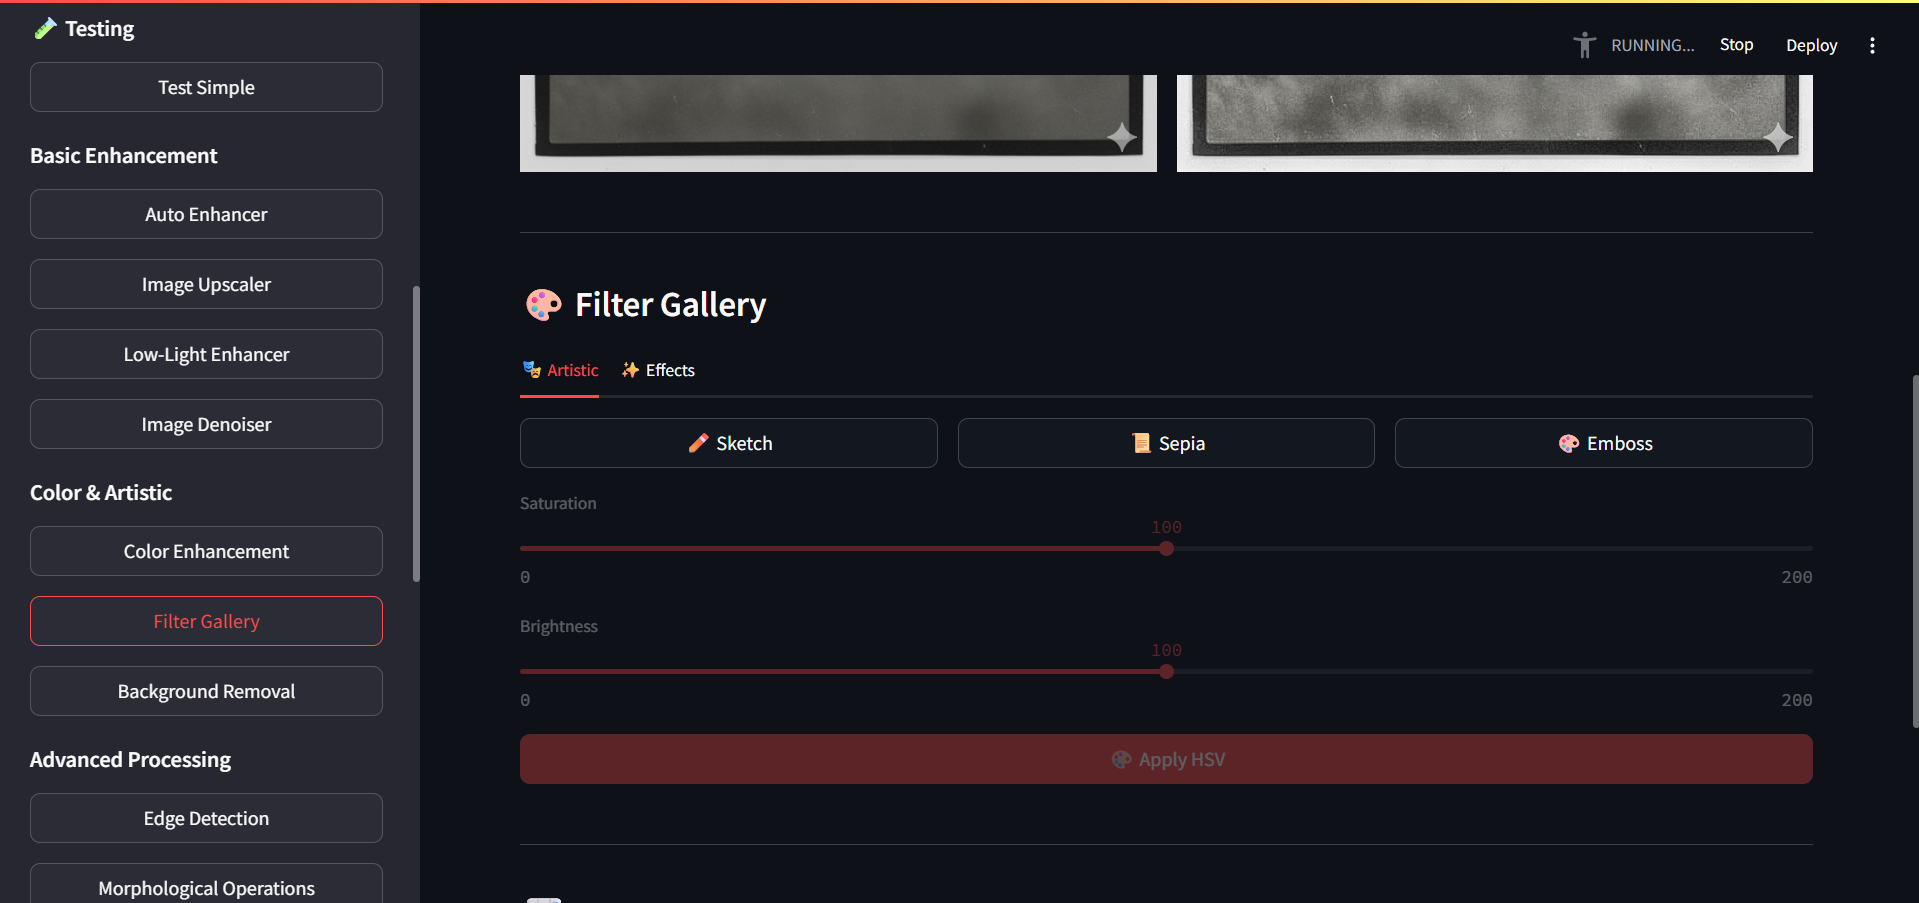 Testing
Test Simple
Basic Enhancement
Auto Enhancer
Image Upscaler
Low-Light Enhancer
Image Denoiser
Color & Artistic
Color Enhancement
Filter Gallery
Background Removal
Advanced Processing
Edge Detection
Morphological Operations
RUNNING... Stop Deploy
Filter Gallery
Artistic Effects
Sketch Sepia Emboss
Saturation
100
0 200
Brightness
100
0 200
Apply HSV